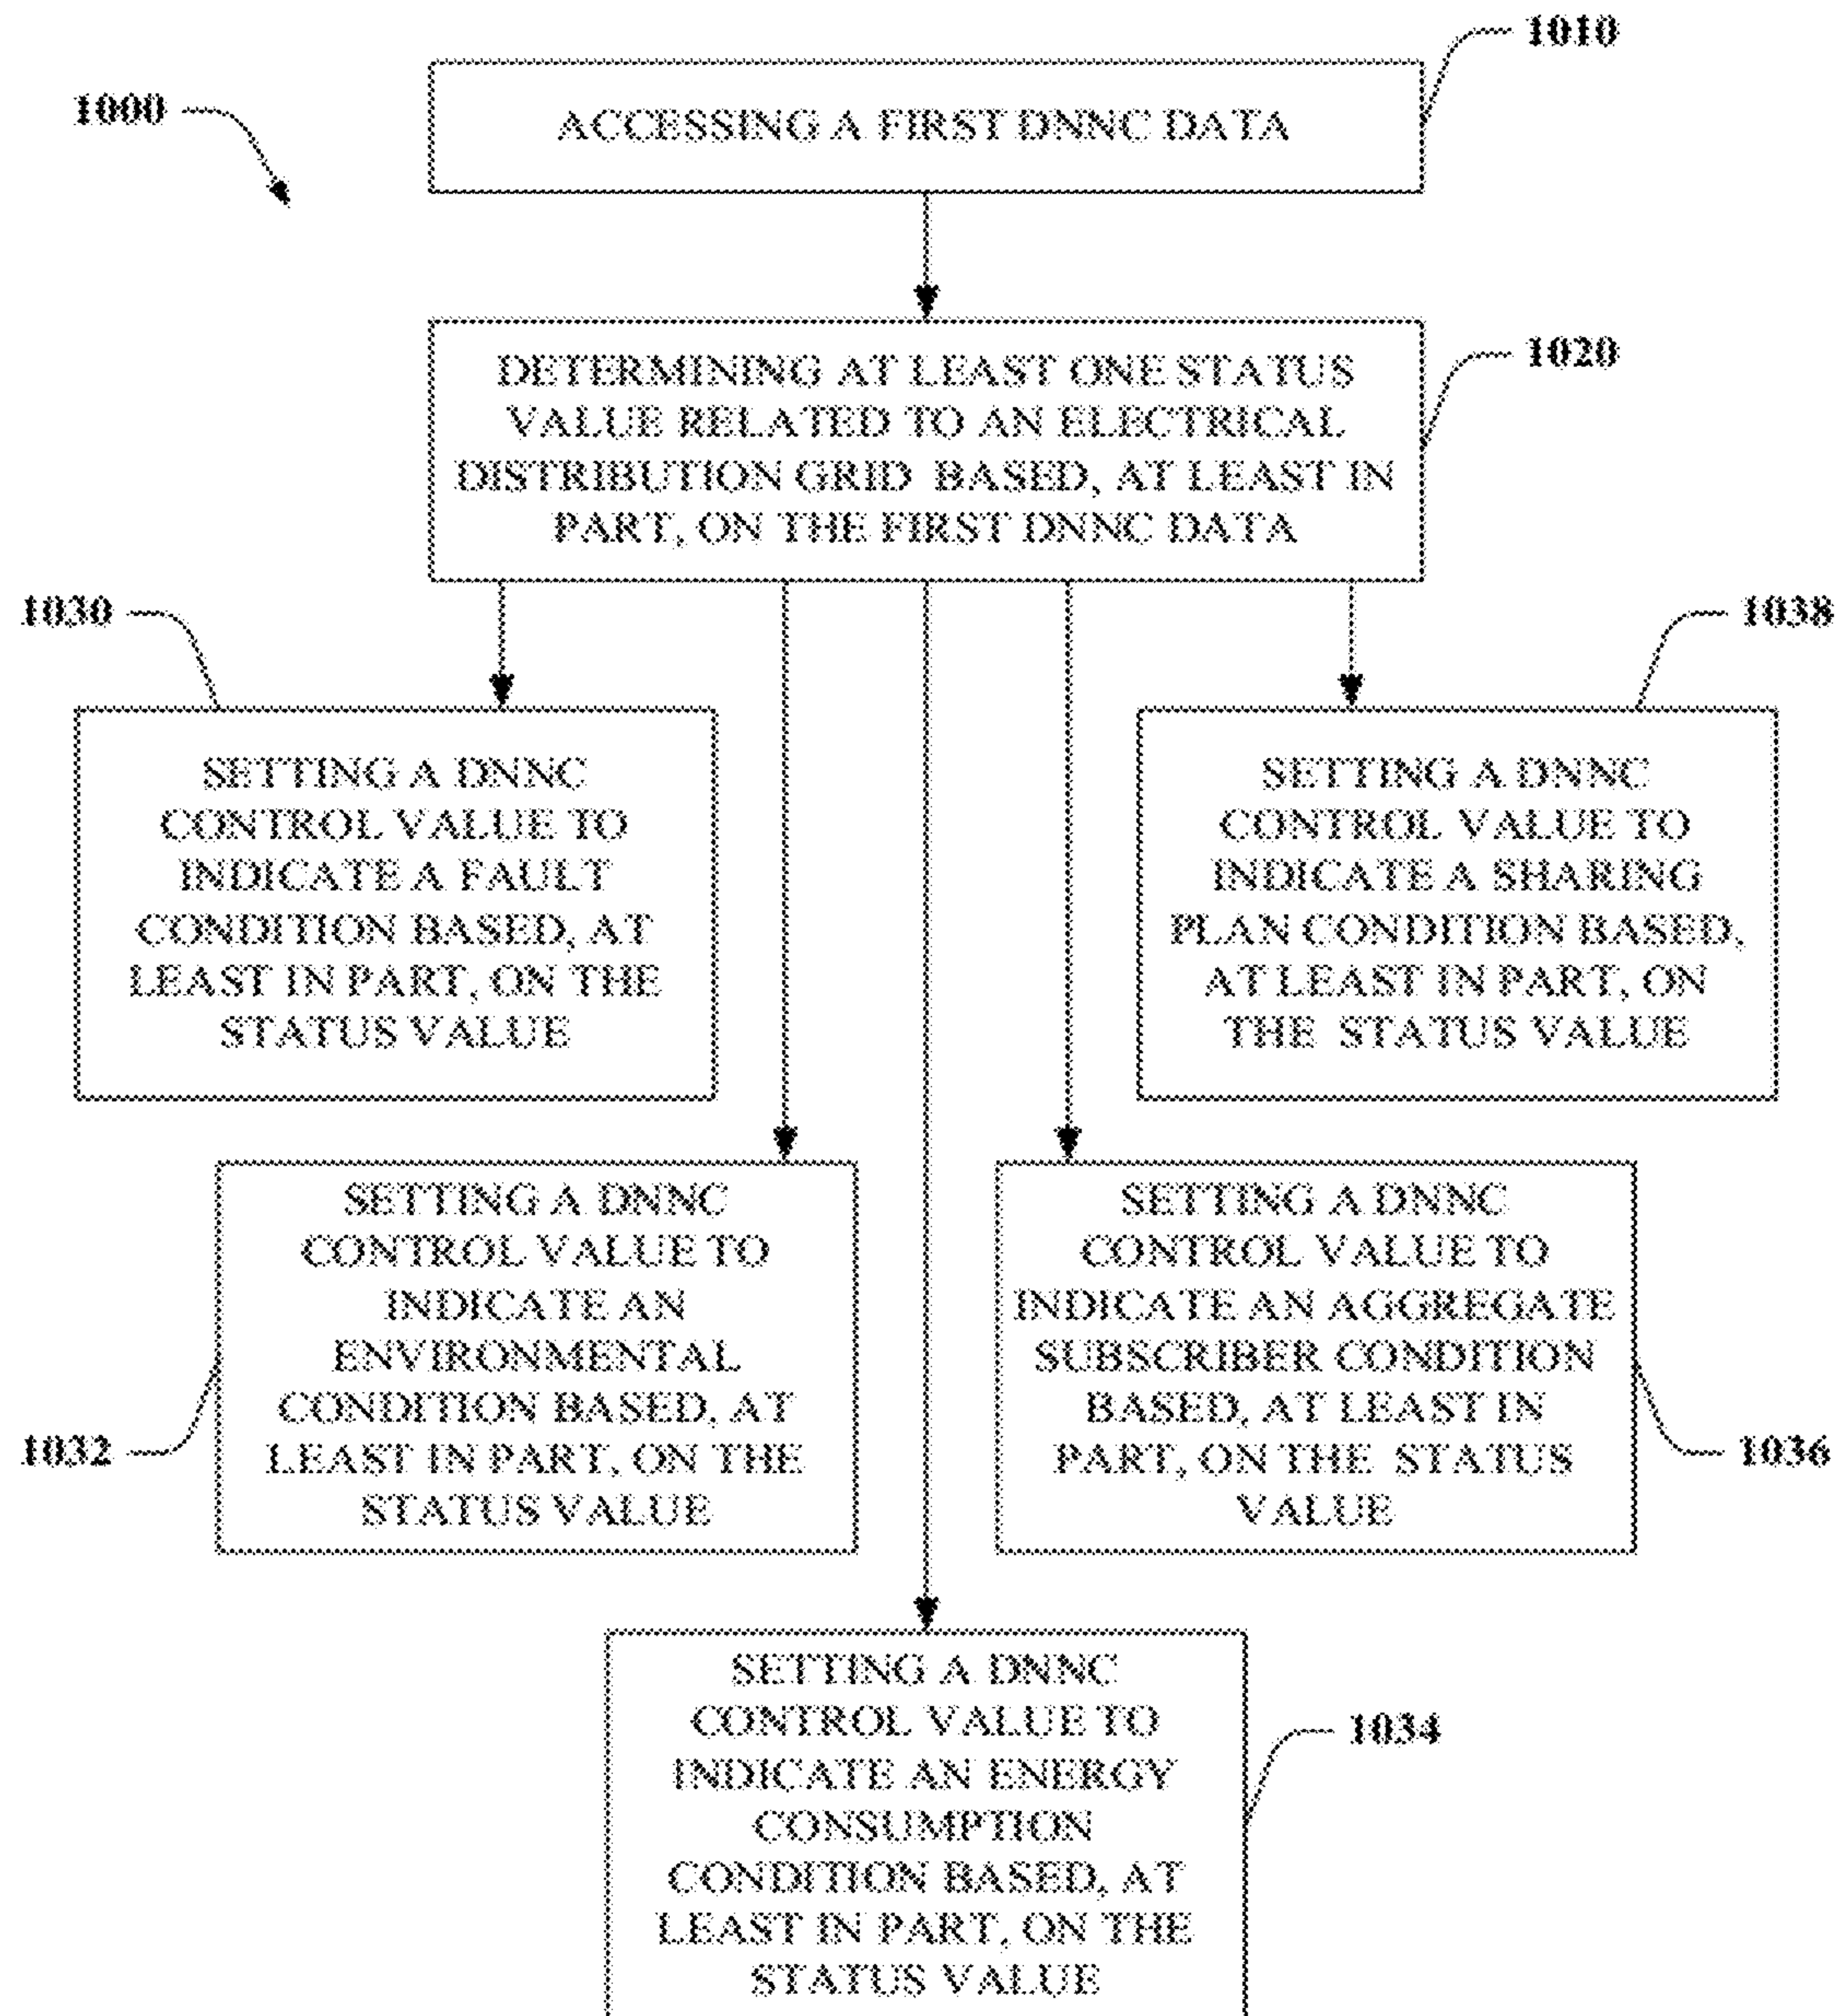 1010
1000
ACCESSING A FIRST DNNC DATA
1020
DETERMINING AT LEAST ONE STATUS
VALUE RELATED TO AN ELECTRICAL
DISTRIBUTION GRID BASED, AT LEAST IN
PART, ON THE FIRST DNNC DATA
1030
1038
SETTING A DNNC
CONTROL VALUE TO
INDICATE A FAULT
CONDITION BASED, AT
LEAST IN PART, ON THE
STATUS VALUE
SETTING A DNNC
CONTROL VALUE TO
INDICATE A SHARING
PLAN CONDITION BASED,
AT LEAST IN PART, ON
THE STATUS VALUE
SETTING A DNNC
CONTROL VALUE TO
INDICATE AN
ENVIRONMENTAL
CONDITION BASED, AT
LEAST IN PART, ON THE
STATUS VALUE
1032
SETTING A DNNC
CONTROL VALUE TO
INDICATE AN AGGREGATE
SUBSCRIBER CONDITION
BASED, AT LEAST IN
PART, ON THE STATUS
VALUE
1036
SETTING A DNNC
CONTROL VALUE TO
INDICATE AN ENERGY
CONSUMPTION
CONDITION BASED, AT
LEAST IN PART, ON THE
STATUS VALUE
1034